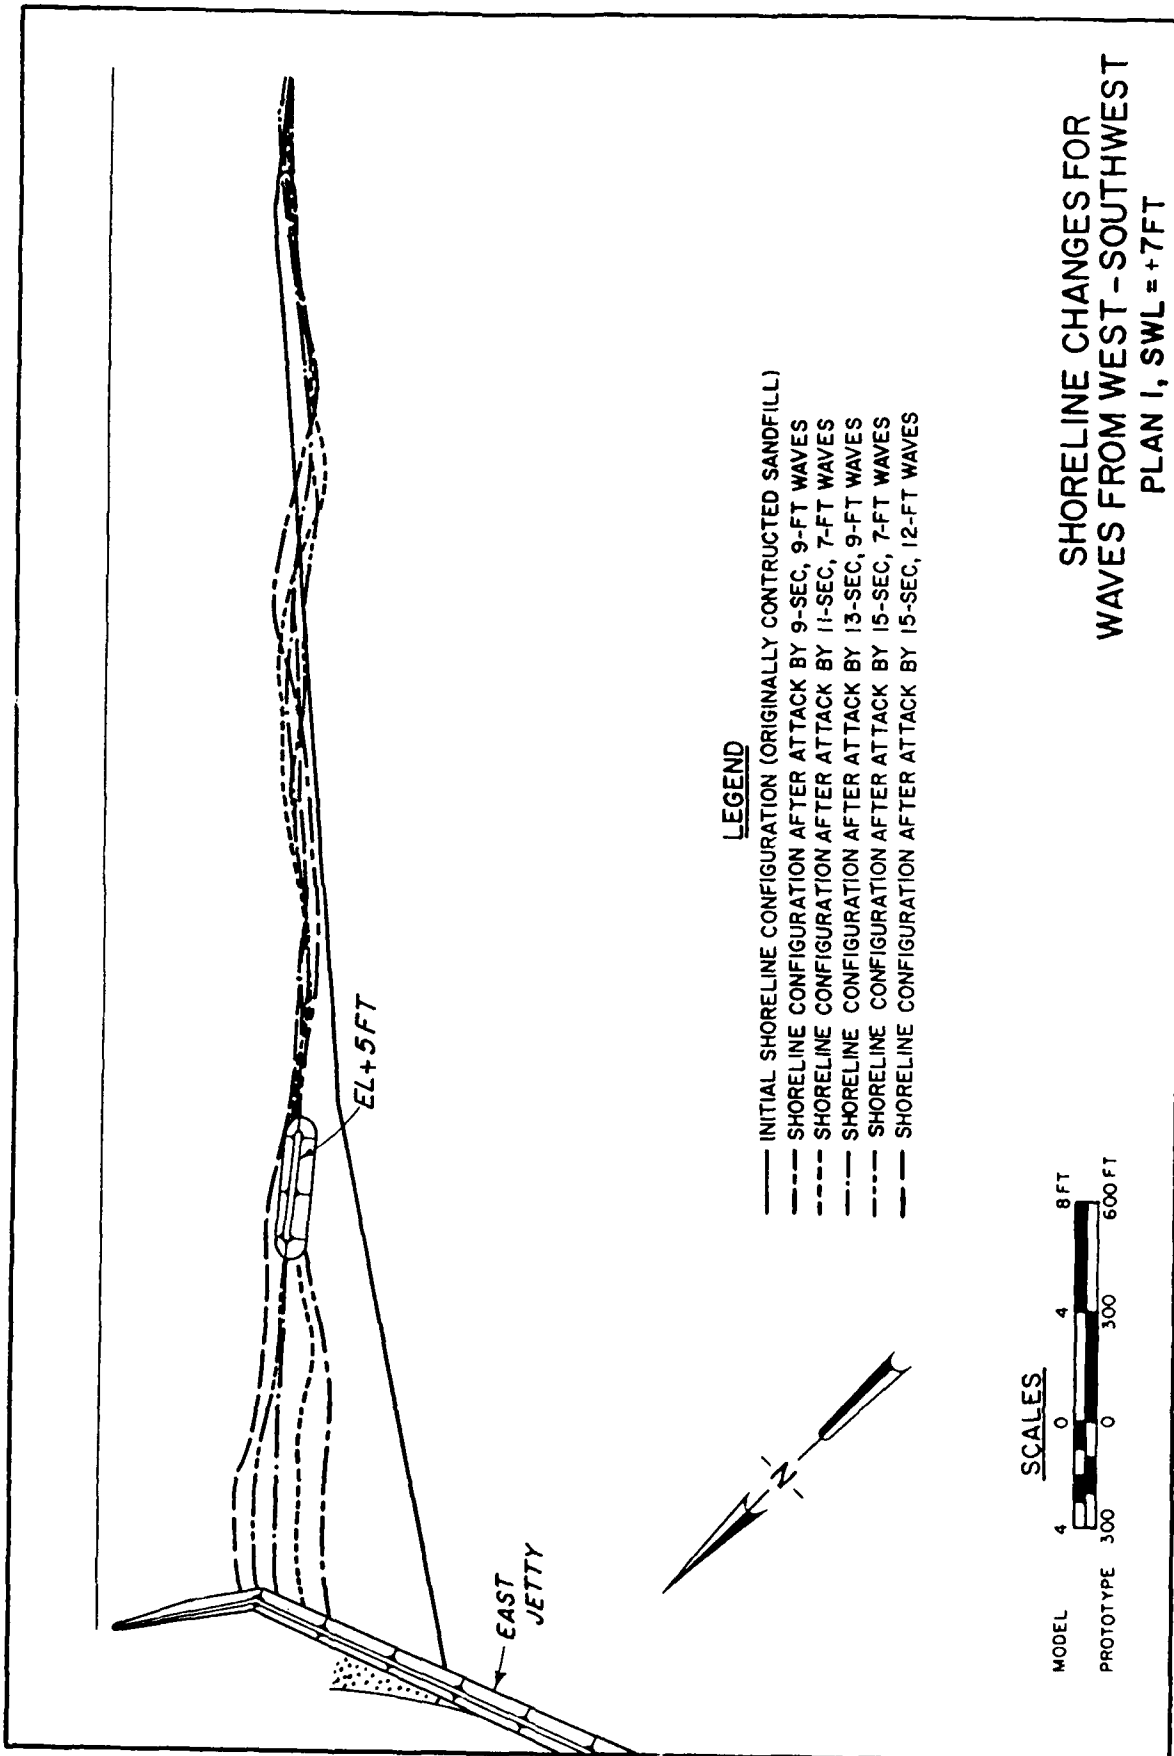 EL+5FT
EAST
JETTY
LEGEND
INITIAL SHORELINE CONFIGURATION (ORIGINALLY CONTRUCTED SANDFILL)
SHORELINE CONFIGURATION AFTER ATTACK BY 9-SEC, 9-FT WAVES
SHORELINE CONFIGURATION AFTER ATTACK BY 11-SEC, 7-FT WAVES
SHORELINE CONFIGURATION AFTER ATTACK BY 13-SEC, 9-FT WAVES
SHORELINE CONFIGURATION AFTER ATTACK BY 15-SEC, 7-FT WAVES
SHORELINE CONFIGURATION AFTER ATTACK BY 15-SEC, 12-FT WAVES
N
SCALES
MODEL 4 0 4 8 FT
PROTOTYPE 300 0 300 600 FT
SHORELINE CHANGES FOR
WAVES FROM WEST-SOUTHWEST
PLAN 1, SWL = +7FT